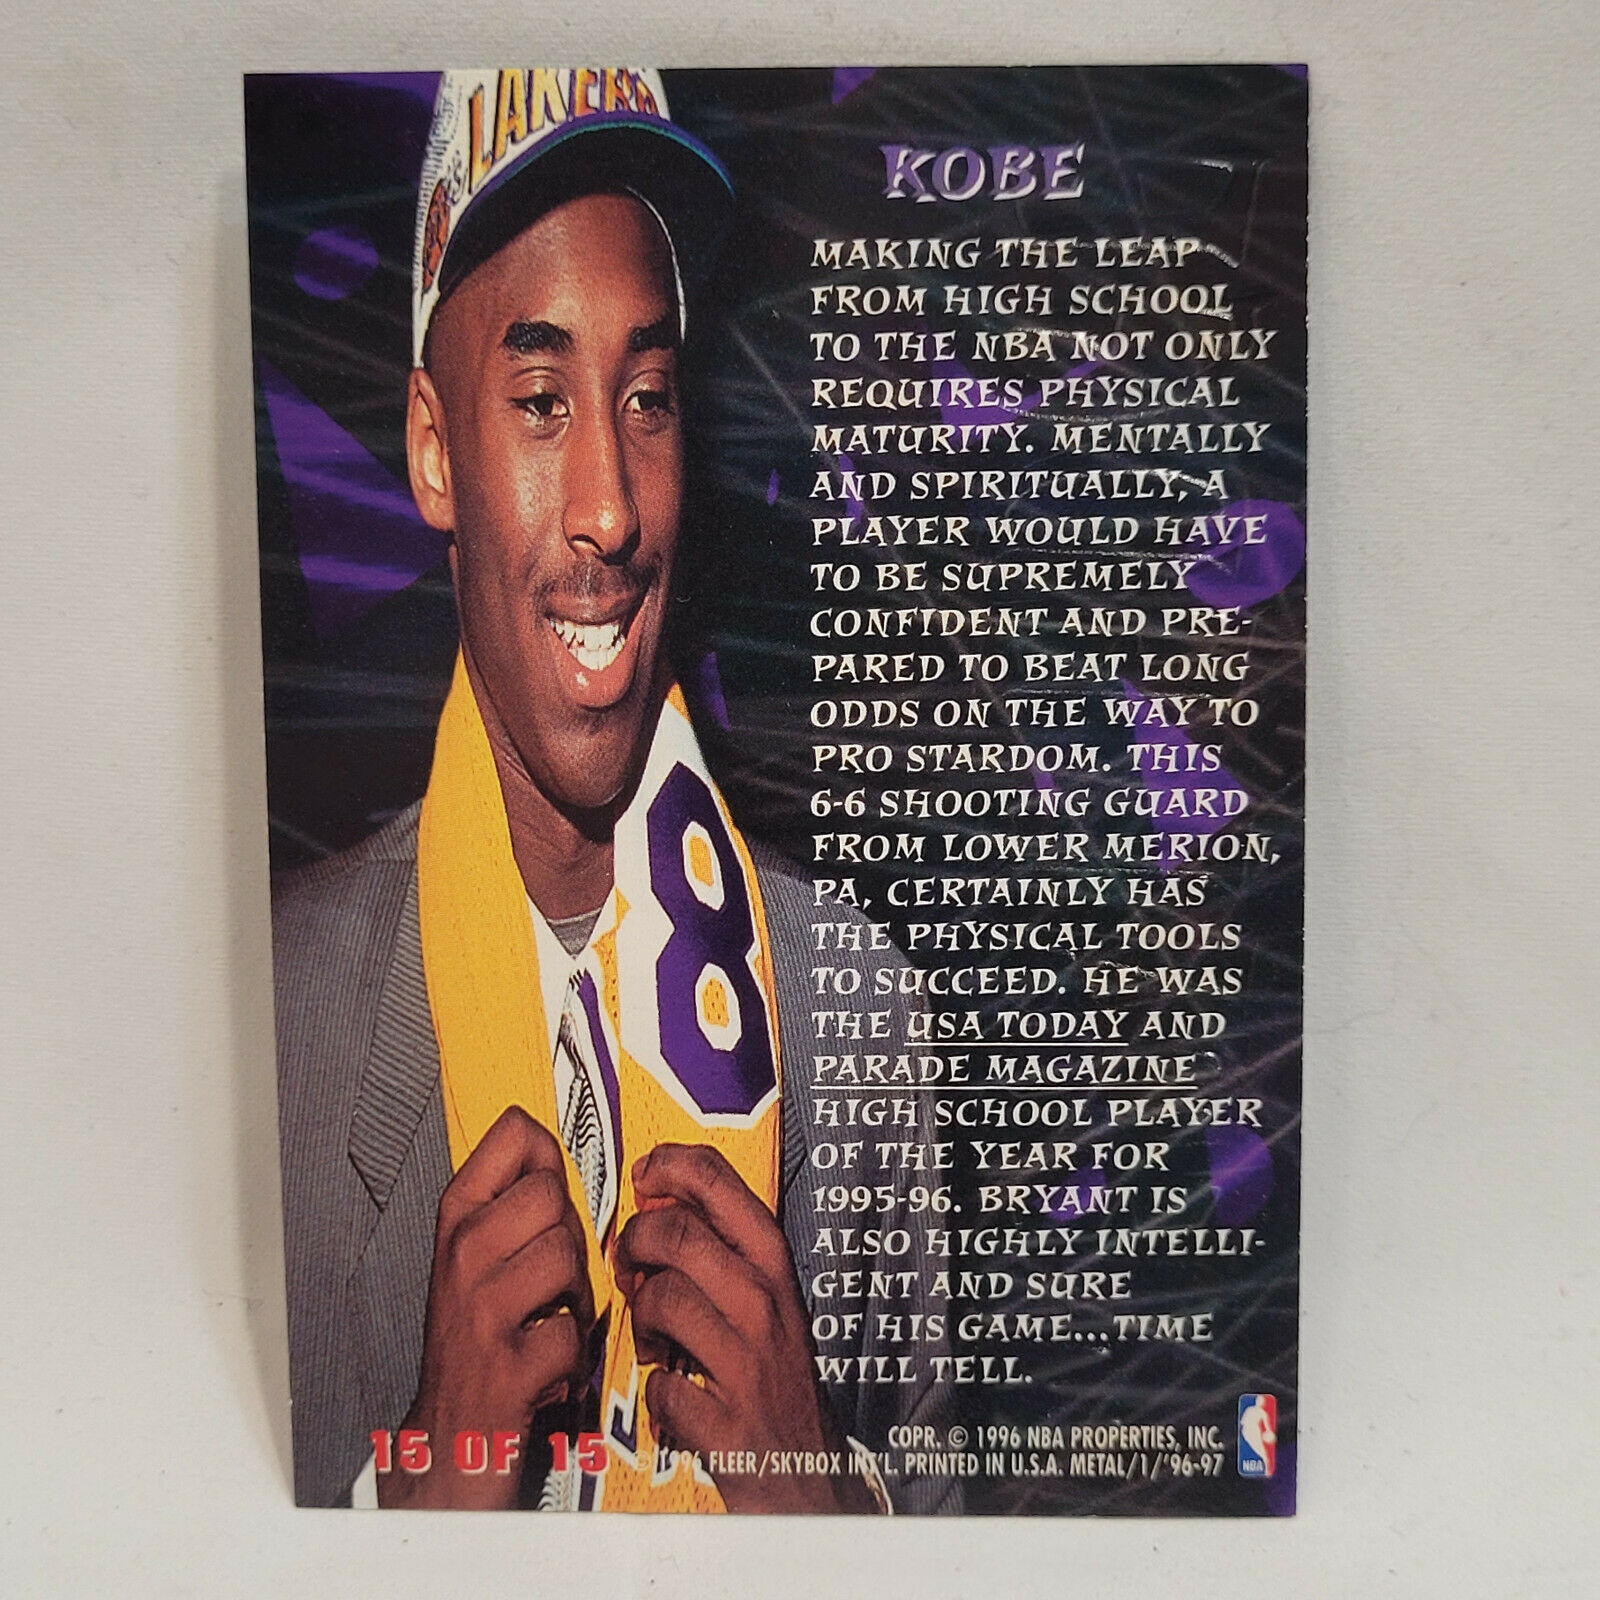 LAKERS
KOBE
MAKING THE LEAP
FROM HIGH SCHOOL
TO THE NBA NOT ONLY
REQUIRES PHYSICAL
MATURITY. MENTALLY
AND SPIRITUALLY, A
PLAYER WOULD HAVE
TO BE SUPREMELY
CONFIDENT AND PRE-
PARED TO BEAT LONG
ODDS ON THE WAY TO
PRO STARDOM. THIS
6-6 SHOOTING GUARD
FROM LOWER MERION,
PA, CERTAINLY HAS
THE PHYSICAL TOOLS
TO SUCCEED. HE WAS
THE USA TODAY AND
PARADE MAGAZINE
HIGH SCHOOL PLAYER
OF THE YEAR FOR
1995-96. BRYANT IS
ALSO HIGHLY INTELLI-
GENT AND SURE
OF HIS GAME...TIME
WILL TELL.
8
15 OF 15
COPR. © 1996 NBA PROPERTIES, INC.
© 1996 FLEER/SKYBOX INT'L. PRINTED IN U.S.A. METAL/1/'96-97
NBA